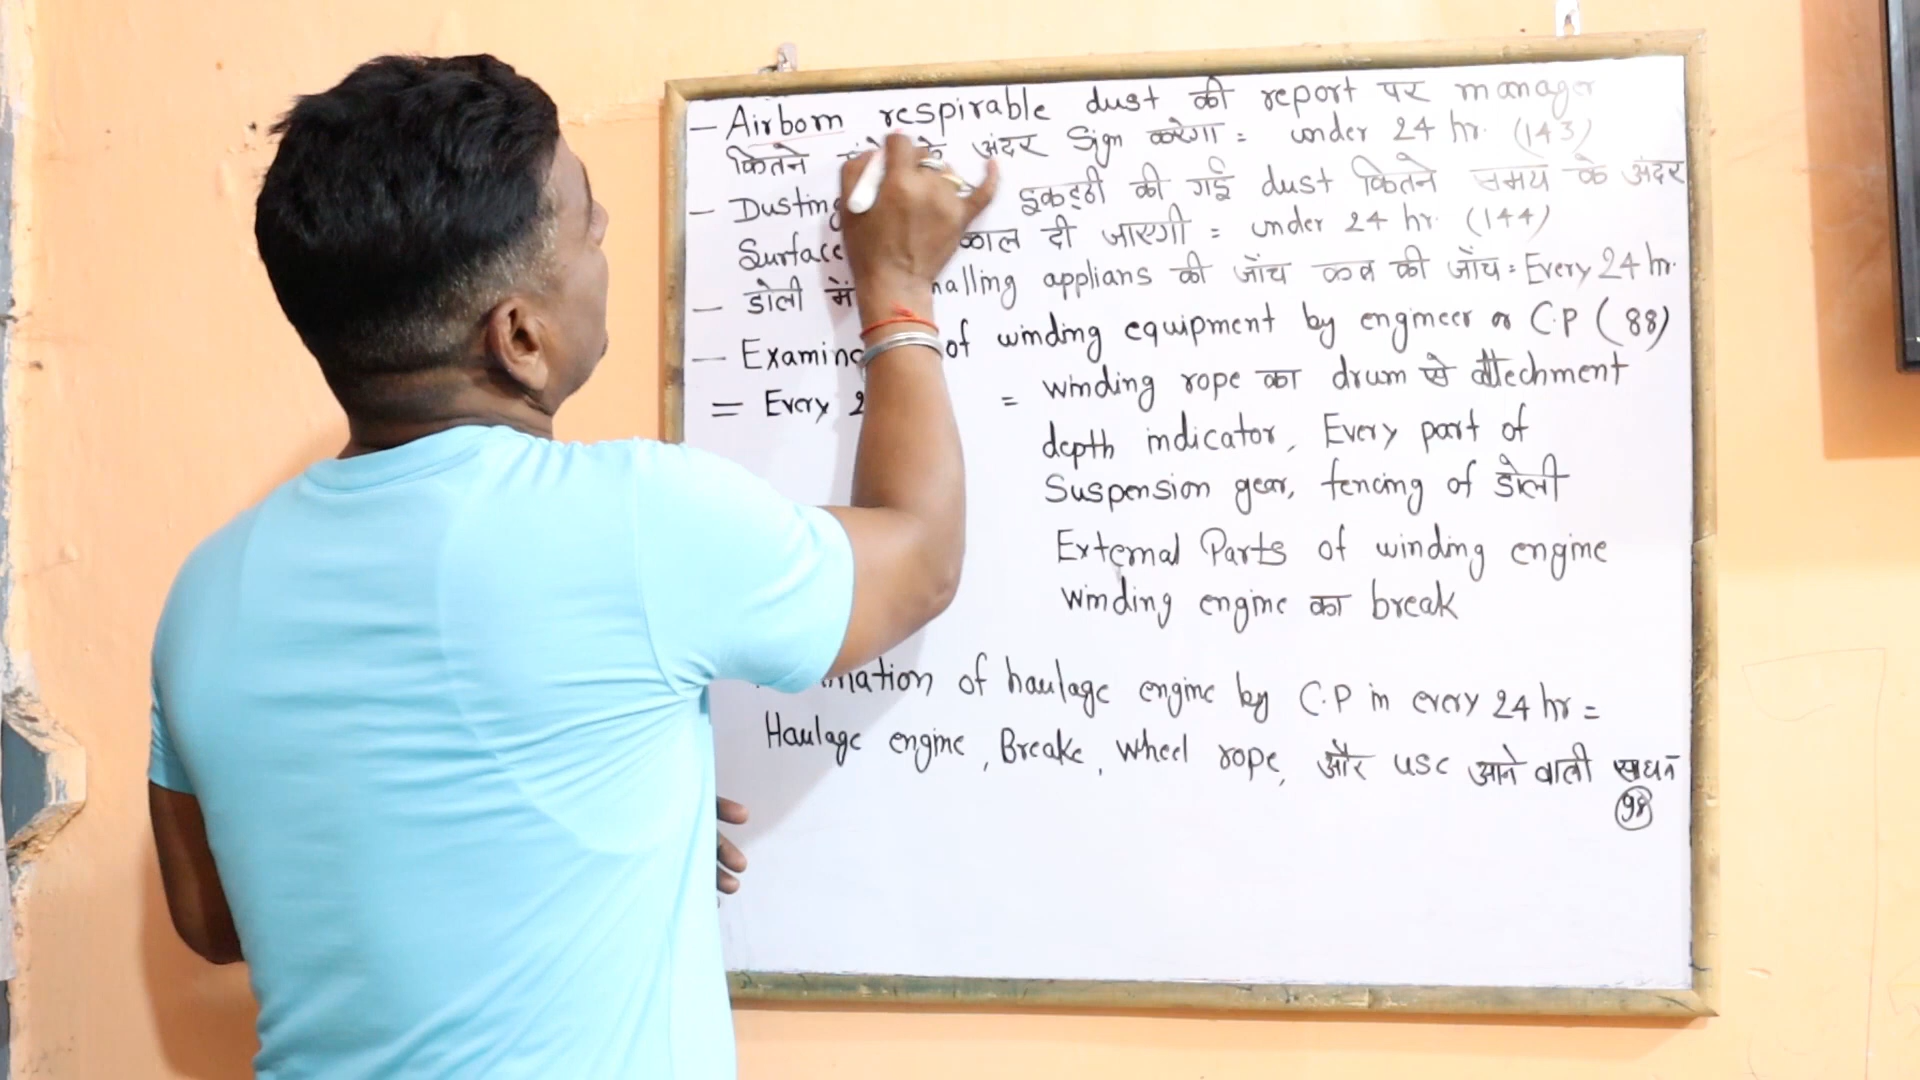 – Airborn respirable dust की report पर manager
कितने के अंदर Sign करेगा = under 24 hr. (143)
– Dusting इकट्ठी की गई dust कितने समय के अंदर
Surface दी जाएगी = under 24 hr. (144)
– डोली में applians की जाँच कब की जाँच = Every 24 hr.
– of winding equipment by engineer or C.P (88)
= Every = winding rope का drum से attechment
depth indicator, Every part of
Suspension gear, fencing of डोली
External Parts of winding engine
winding engine का break
of haulage engine by C.P in every 24 hr =
Haulage engine, Breake, wheel rope, और use आने वाली साधन
98